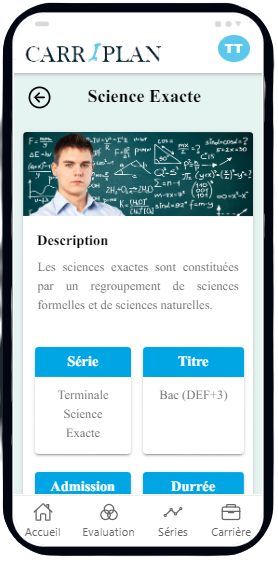 CARRIPLAN
TT
Science Exacte
Description
Les sciences exactes sont constituées
par un regroupement de sciences
formelles et de sciences naturelles.
Série Titre
Terminale
Science
Exacte
Bac (DEF+3)
Admission Durrée
Accueil Evaluation Séries Carrière